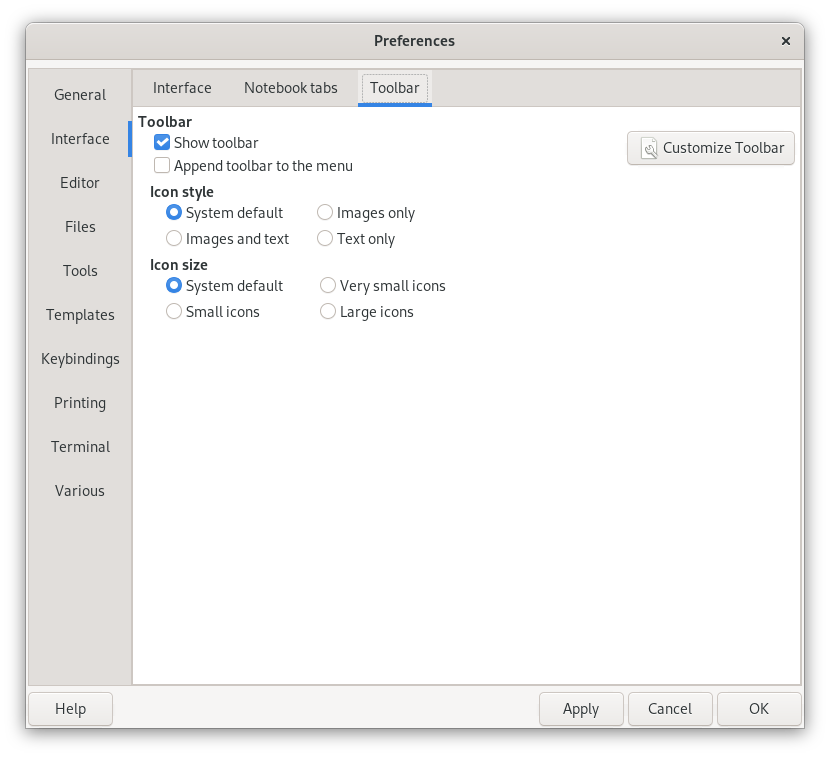 Preferences
General
Interface
Editor
Files
Tools
Templates
Keybindings
Printing
Terminal
Various
Interface Notebook tabs Toolbar
Toolbar
Show toolbar
Customize Toolbar
Append toolbar to the menu
Icon style
System default Images only
Images and text Text only
Icon size
System default Very small icons
Small icons Large icons
Help Apply Cancel OK